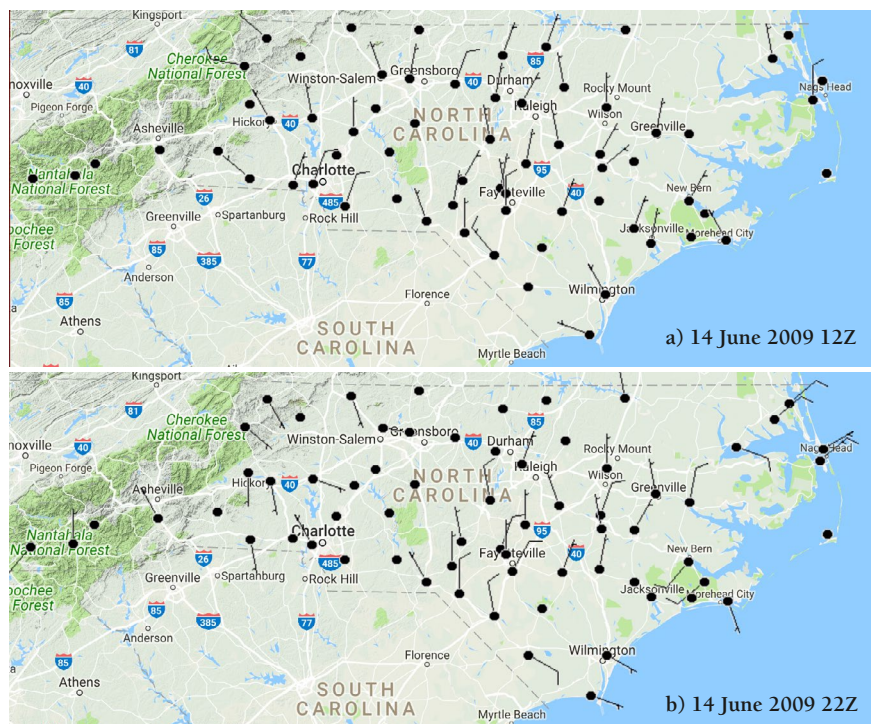 Kingsport
81
Cherokee
National Forest
noxville
40
Pigeon Forge
Winston-Salem
Greensboro
Durham
85
40
Rocky Mount
Nags Head
NORTH
CAROLINA
Raleigh
Wilson
Hickory
40
Greenville
Asheville
Nantahala
National Forest
Charlotte
95
Fayetteville
40
New Bern
26
485
Greenville
Spartanburg
Rock Hill
oochee
Forest
Jacksonville
Morehead City
85
385
77
Anderson
Florence
Wilmington
85
Athens
SOUTH
CAROLINA
Myrtle Beach
a) 14 June 2009 12Z
Kingsport
81
Cherokee
National Forest
noxville
40
Pigeon Forge
Winston-Salem
Greensboro
Durham
85
40
Rocky Mount
Nags Head
NORTH
CAROLINA
Raleigh
Wilson
Hickory
40
Greenville
Asheville
Nantahala
National Forest
Charlotte
95
Fayetteville
40
New Bern
26
485
Greenville
Spartanburg
Rock Hill
oochee
Forest
Jacksonville
Morehead City
85
385
77
Anderson
Florence
Wilmington
85
Athens
SOUTH
CAROLINA
Myrtle Beach
b) 14 June 2009 22Z